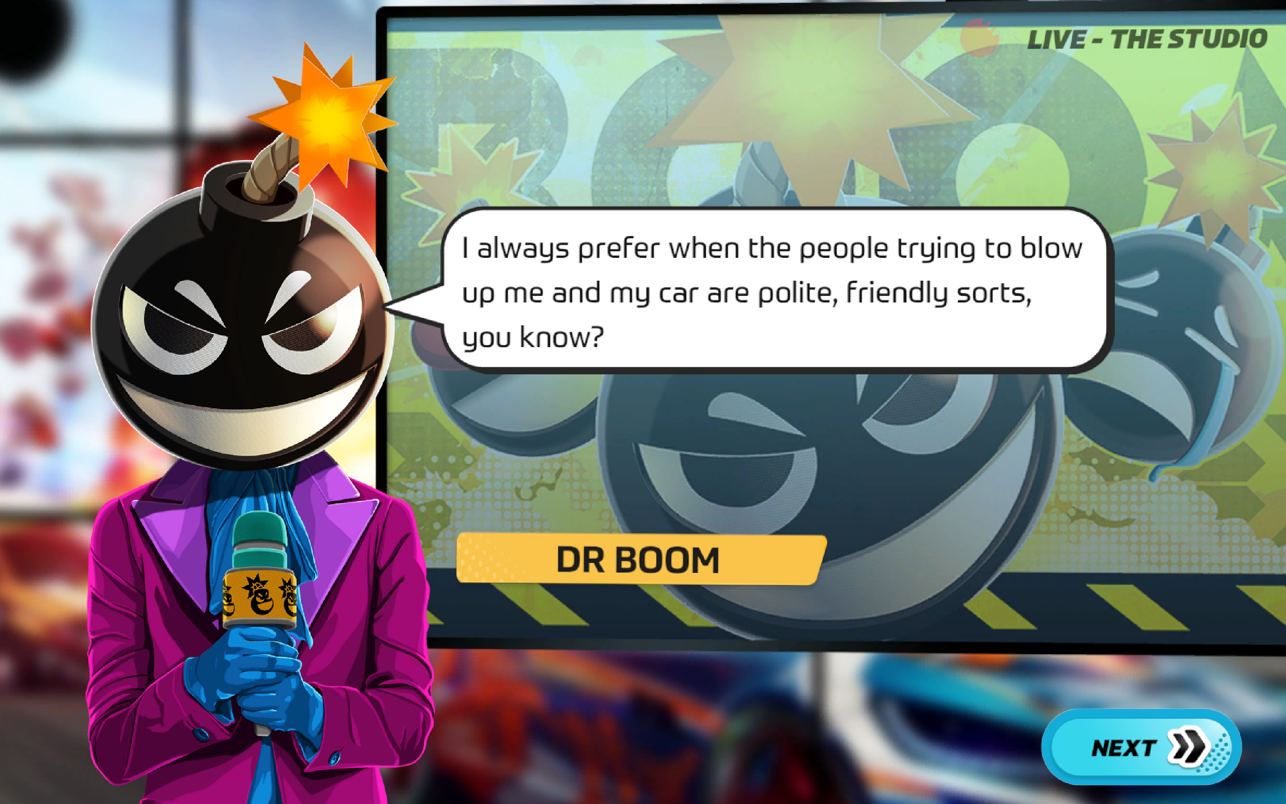 LIVE - THE STUDIO
I always prefer when the people trying to blow
up me and my car are polite, friendly sorts,
you know?
DR BOOM
NEXT